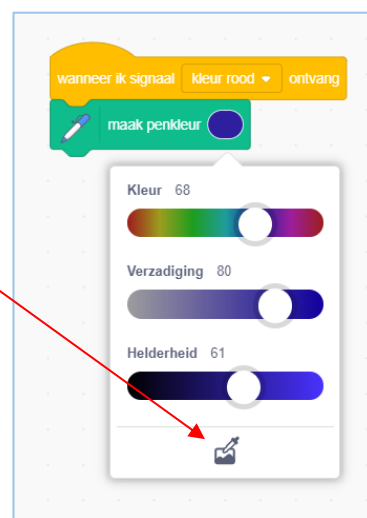 wanneer ik signaal kleur rood ontvang
maak penkleur
Kleur 68
Verzadiging 80
Helderheid 61